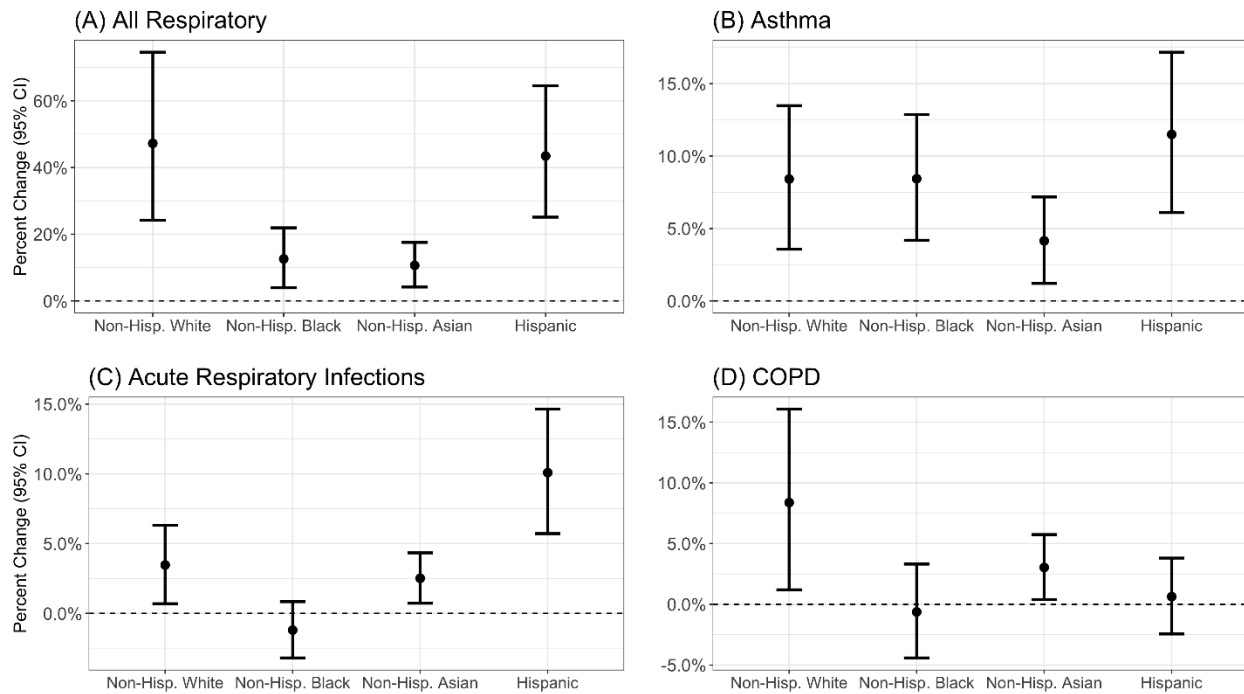 (A) All Respiratory
Percent Change (95% CI)
60%
40%
20%
0%
Non-Hisp. White Non-Hisp. Black Non-Hisp. Asian Hispanic
(B) Asthma
15.0%
10.0%
5.0%
0.0%
Non-Hisp. White Non-Hisp. Black Non-Hisp. Asian Hispanic
(C) Acute Respiratory Infections
Percent Change (95% CI)
15.0%
10.0%
5.0%
0.0%
Non-Hisp. White Non-Hisp. Black Non-Hisp. Asian Hispanic
(D) COPD
15.0%
10.0%
5.0%
0.0%
-5.0%
Non-Hisp. White Non-Hisp. Black Non-Hisp. Asian Hispanic